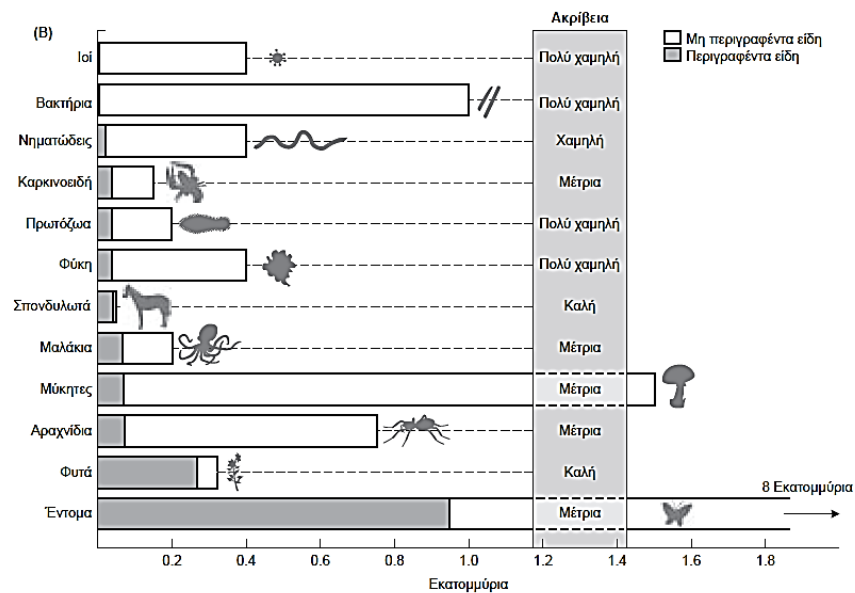 Ακρίβεια
(B)
Μη περιγραφέντα είδη
Περιγραφέντα είδη
Ιοί Πολύ χαμηλή
Βακτήρια Πολύ χαμηλή
Νηματώδεις Χαμηλή
Καρκινοειδή Μέτρια
Πρωτόζωα Πολύ χαμηλή
Φύκη Πολύ χαμηλή
Σπονδυλωτά Καλή
Μαλάκια Μέτρια
Μύκητες Μέτρια
Αραχνίδια Μέτρια
Φυτά Καλή
8 Εκατομμύρια
Έντομα Μέτρια
0.2 0.4 0.6 0.8 1.0 1.2 1.4 1.6 1.8
Εκατομμύρια